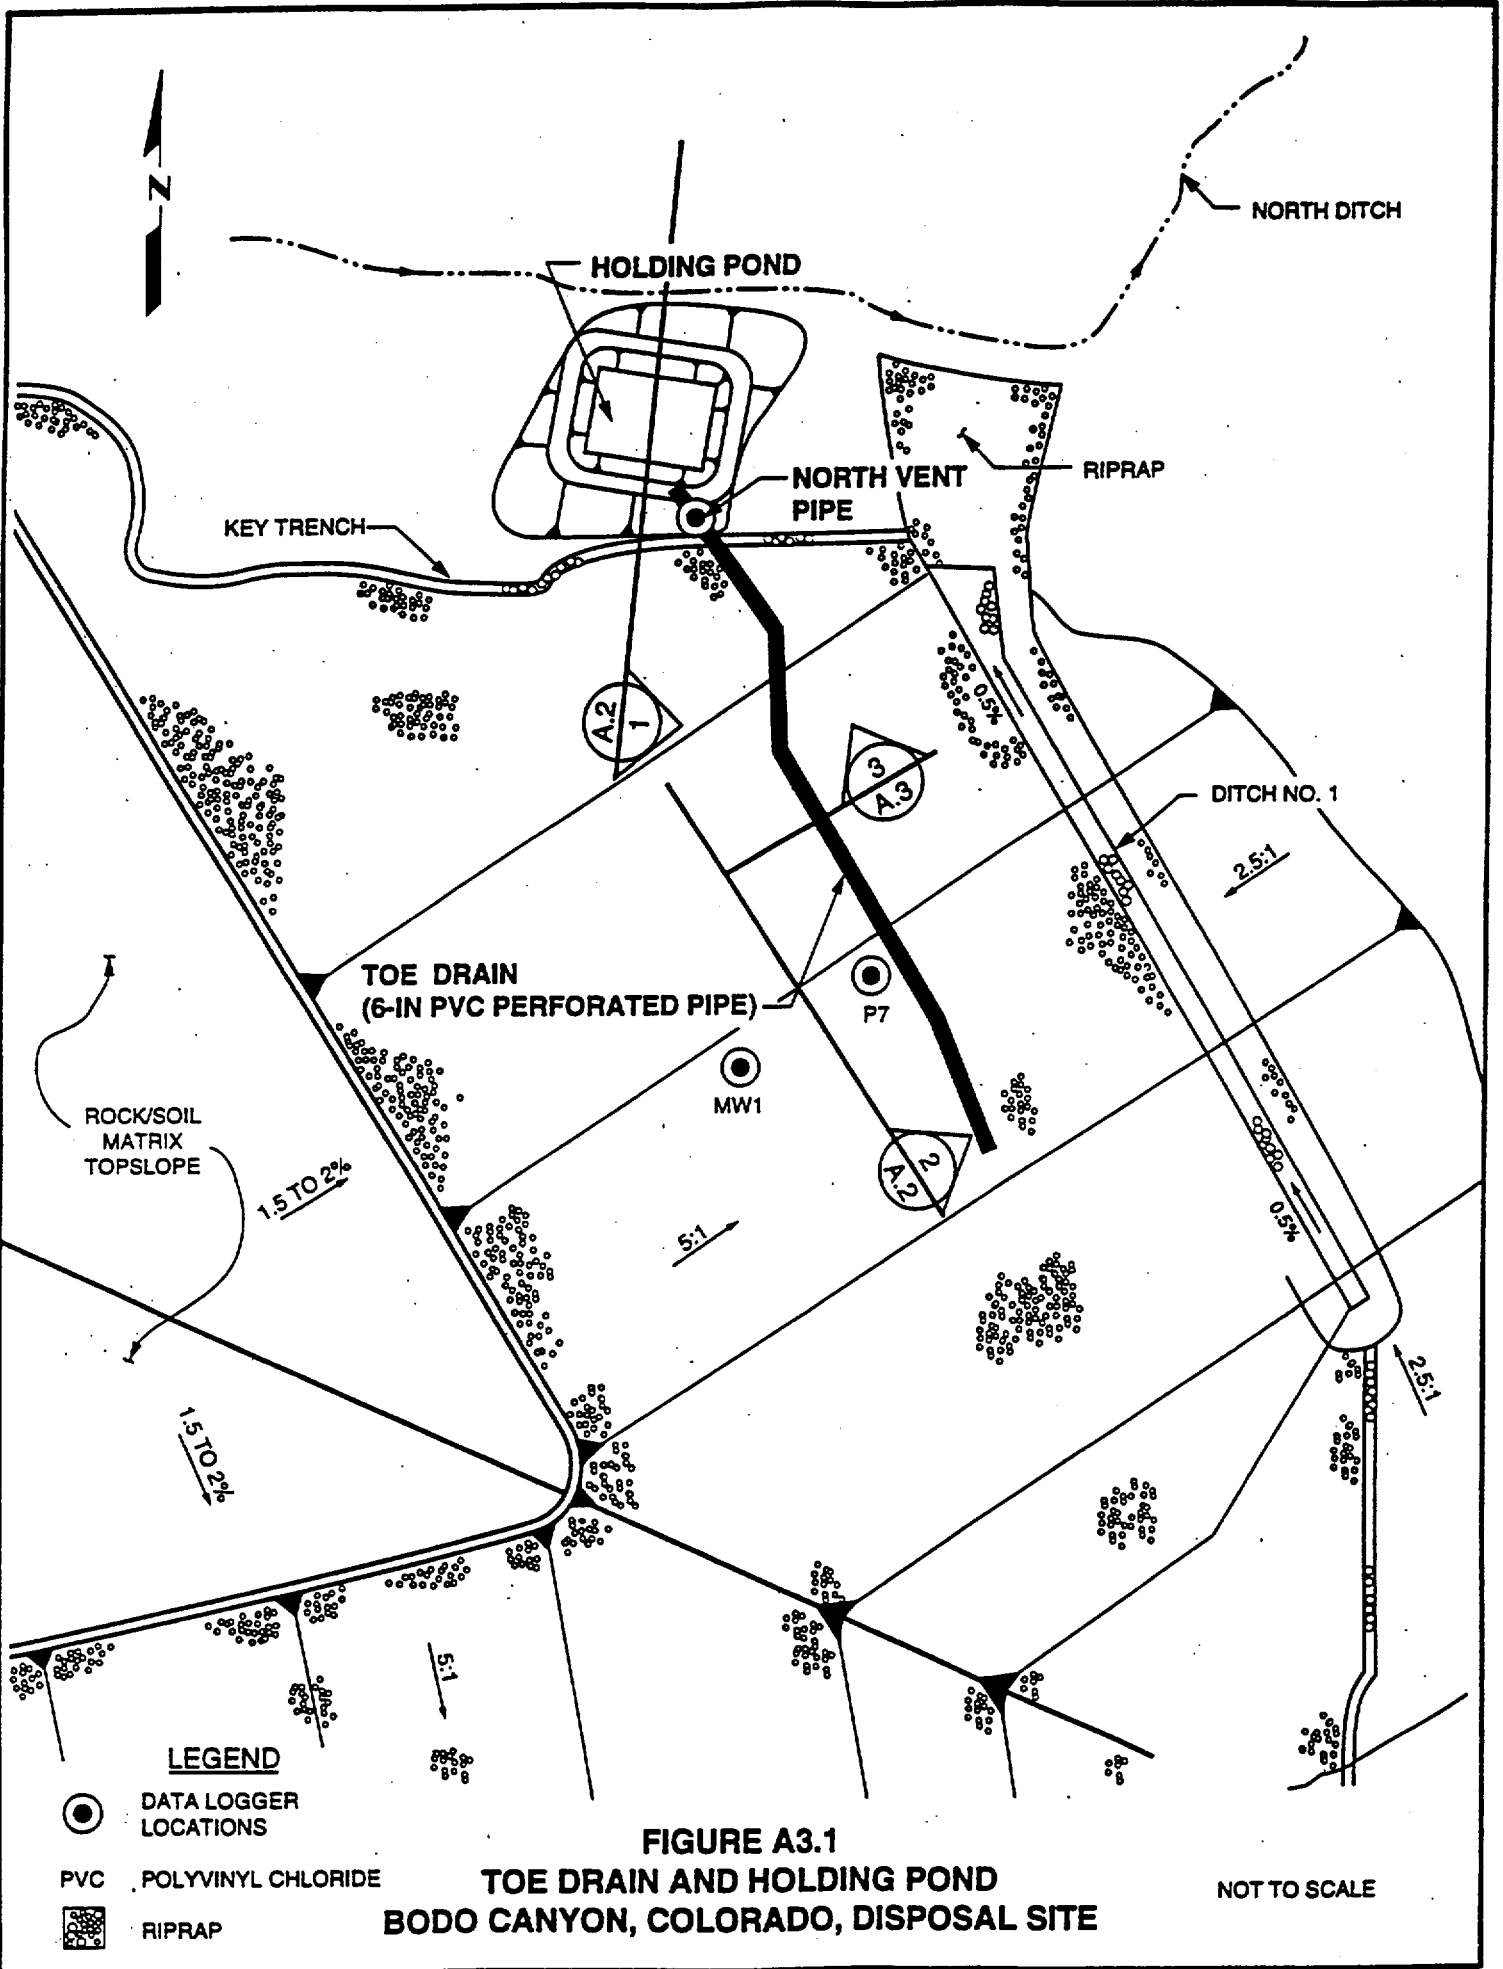 N
NORTH DITCH
HOLDING POND
RIPRAP
NORTH VENT
PIPE
KEY TRENCH
A.2
1
0.5%
3
A.3
DITCH NO. 1
2.5:1
TOE DRAIN
(6-IN PVC PERFORATED PIPE)
P7
MW1
ROCK/SOIL
MATRIX
TOPSLOPE
1.5 TO 2%
2
A.2
5:1
0.5%
2.5:1
1.5 TO 2%
5:1
LEGEND
DATA LOGGER
LOCATIONS
PVC POLYVINYL CHLORIDE
RIPRAP
FIGURE A3.1
TOE DRAIN AND HOLDING POND
BODO CANYON, COLORADO, DISPOSAL SITE
NOT TO SCALE